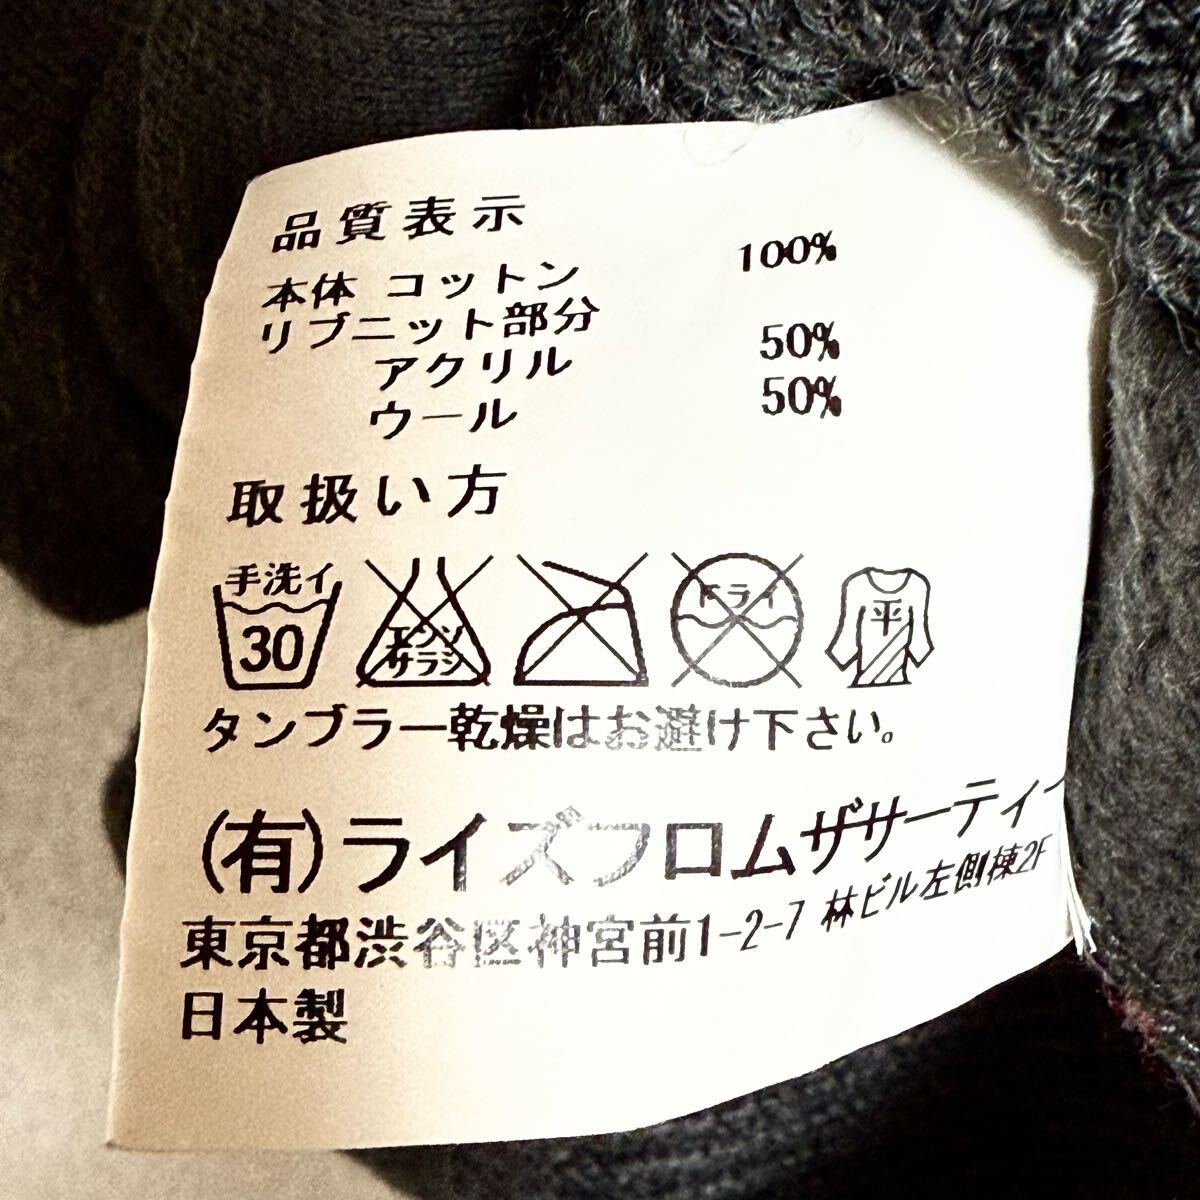 品質表示
本体 コットン 100%
リブニット部分
アクリル 50%
ウール 50%
取扱い方
手洗イ
30
エンソ
サラシ
ドライ
平
タンブラー乾燥はお避け下さい。
(有)ライズフロムザサーティー
東京都渋谷区神宮前1-2-7 林ビル左側棟2F
日本製